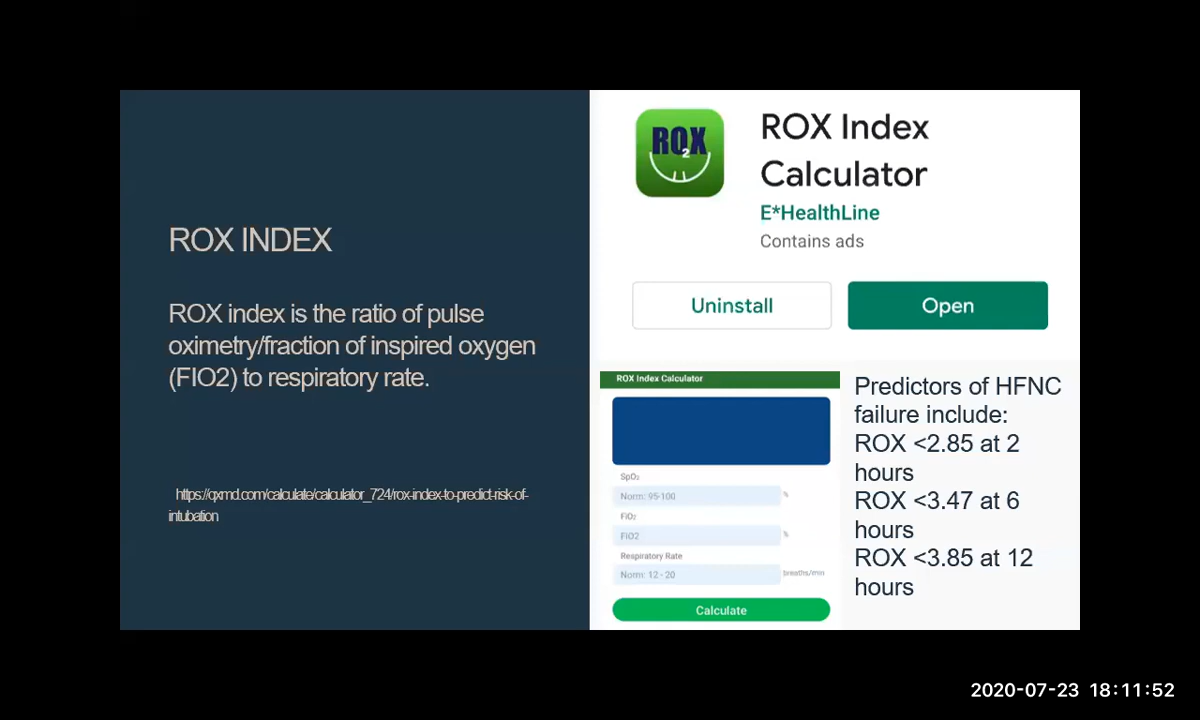 ROX INDEX
ROX index is the ratio of pulse
oximetry/fraction of inspired oxygen
(FIO2) to respiratory rate.
https://qxmd.com/calculate/calculator_724/rox-index-to-predict-risk-of-
intubation
ROX
2
ROX Index
Calculator
E*HealthLine
Contains ads
Uninstall
Open
ROX Index Calculator
SpO₂
Norm: 95-100
%
FiO₂
FiO2
%
Respiratory Rate
Norm: 12 - 20
breaths/min
Calculate
Predictors of HFNC
failure include:
ROX <2.85 at 2
hours
ROX <3.47 at 6
hours
ROX <3.85 at 12
hours
2020-07-23 18:11:52